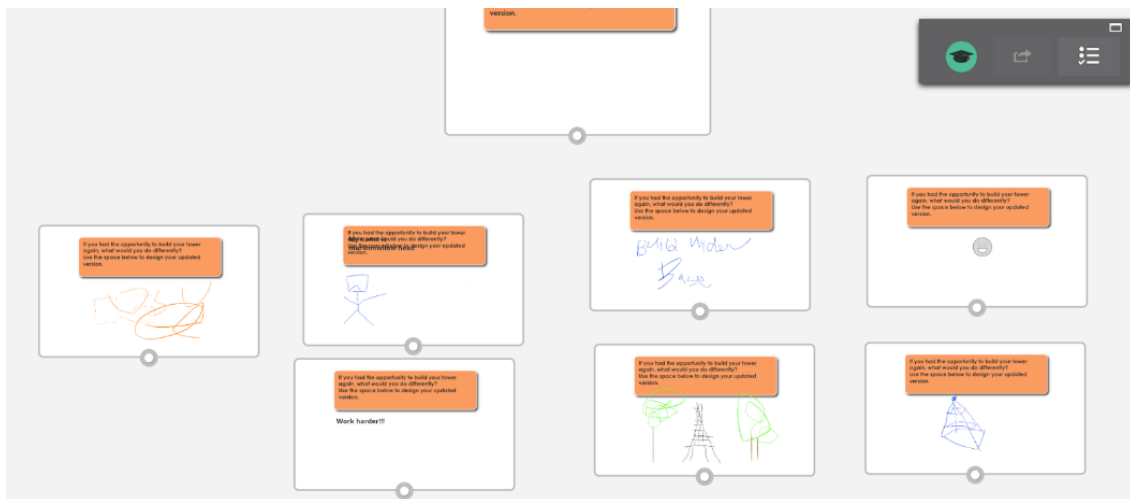 version.
If you had the opportunity to build your tower
again, what would you do differently?
Use the space below to design your updated
version.
If you had the opportunity to build your tower
would you do differently?
to design your updated
version.
My name is
marshmallow head
If you had the opportunity to build your tower
again, what would you do differently?
Use the space below to design your updated
version.
Build Wider
Base
If you had the opportunity to build your tower
again, what would you do differently?
Use the space below to design your updated
version.
If you had the opportunity to build your tower
again, what would you do differently?
Use the space below to design your updated
version.
Work harder!!!
If you had the opportunity to build your tower
again, what would you do differently?
Use the space below to design your updated
version.
If you had the opportunity to build your tower
again, what would you do differently?
Use the space below to design your updated
version.